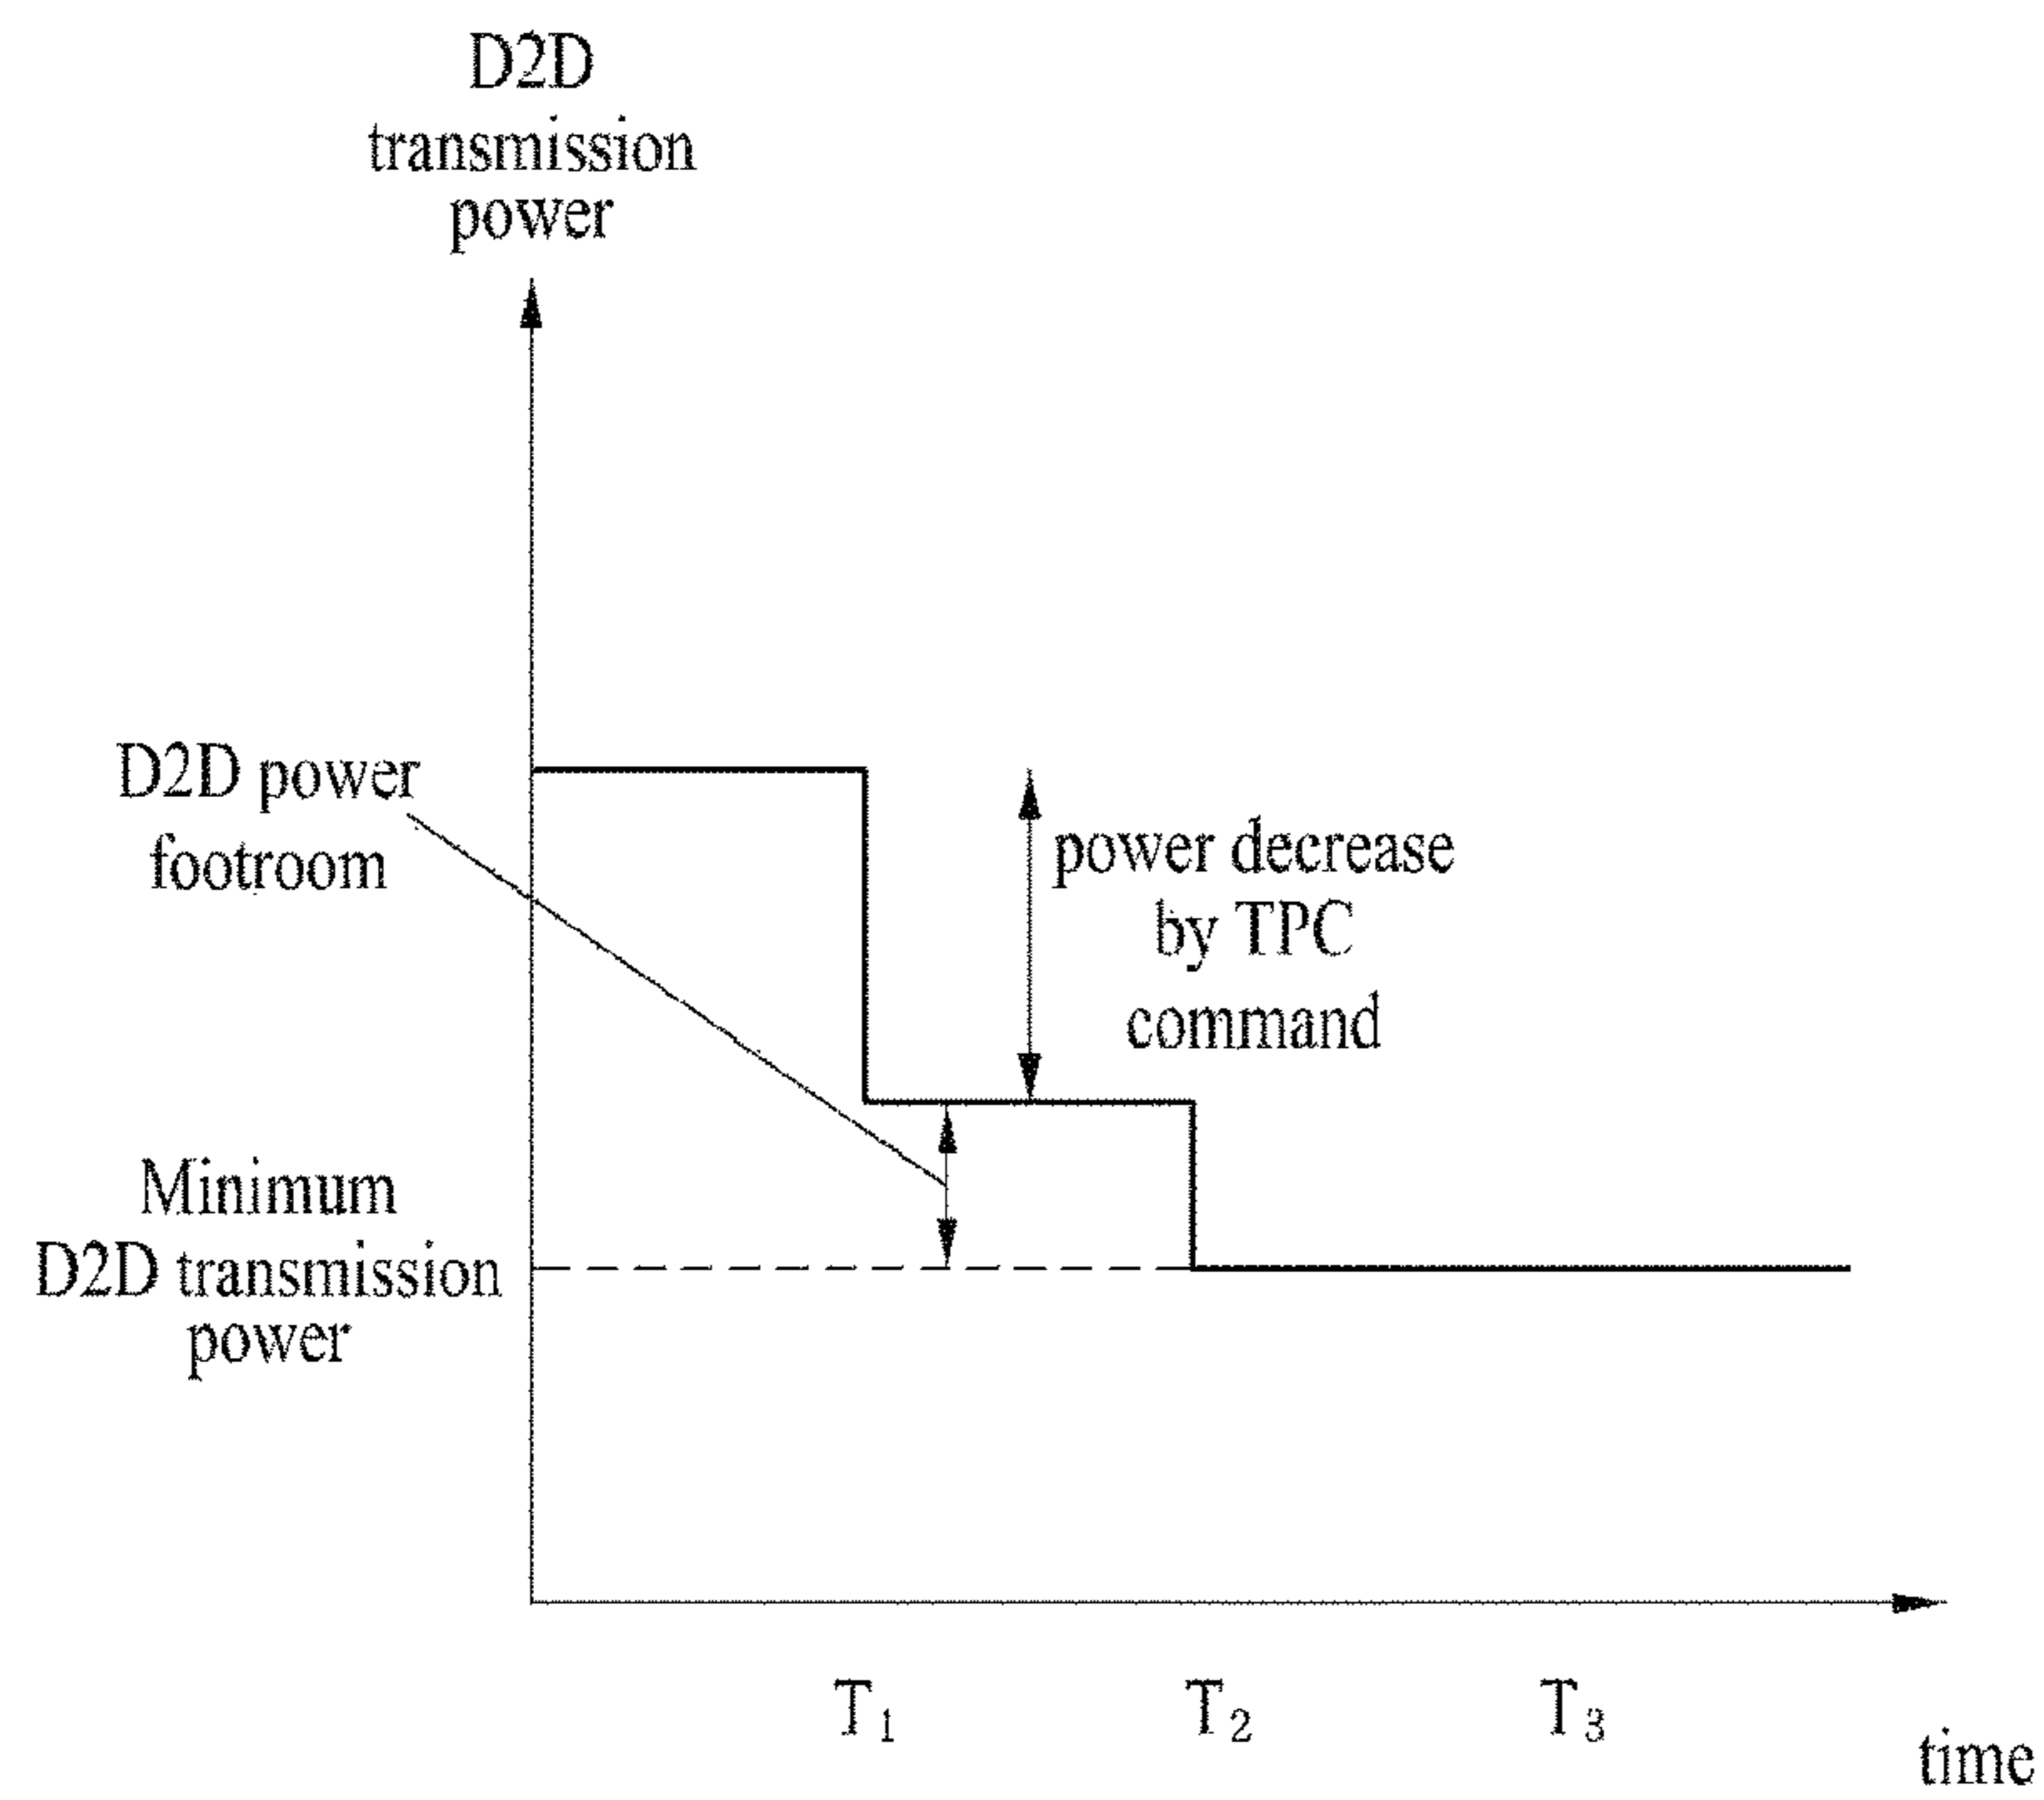 D2D
transmission
power
D2D power
footroom
power decrease
by TPC
command
Minimum
D2D transmission
power
T1 T2 T3
time